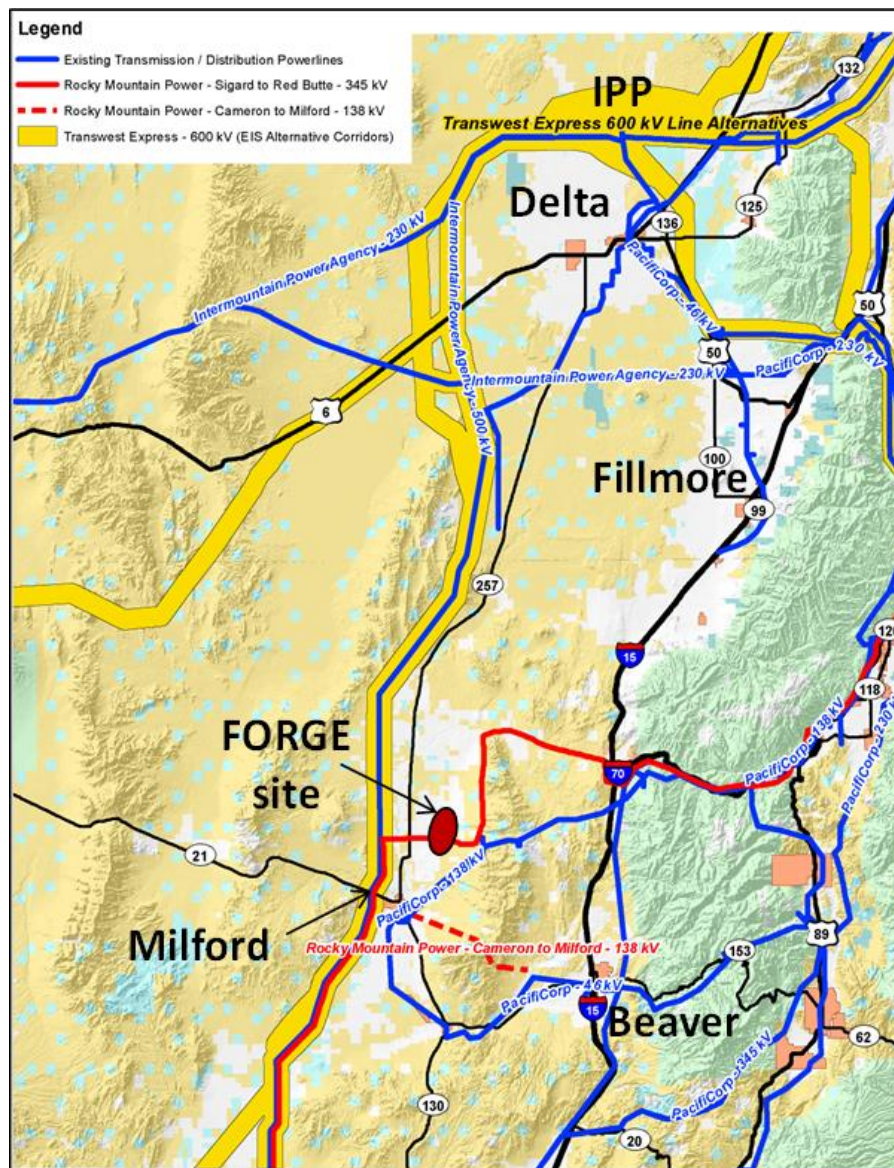 Legend
Existing Transmission / Distribution Powerlines
Rocky Mountain Power - Sigard to Red Butte - 345 kV
Rocky Mountain Power - Cameron to Milford - 138 kV
Transwest Express - 600 kV (EIS Alternative Corridors)
132
IPP
Transwest Express 600 kV Line Alternatives
Delta
125
136
Intermountain Power Agency - 230 kV
PacifiCorp - 46 kV
50
Intermountain Power Agency - 500 kV
50
Intermountain Power Agency - 230 kV
PacifiCorp - 230 kV
6
100
Fillmore
99
257
15
120
118
FORGE
site
70
PacifiCorp - 138 kV
PacifiCorp - 230 kV
21
PacifiCorp - 138 kV
Milford
Rocky Mountain Power - Cameron to Milford - 138 kV
153
89
PacifiCorp - 46 kV
15
Beaver
PacifiCorp - 345 kV
62
130
20